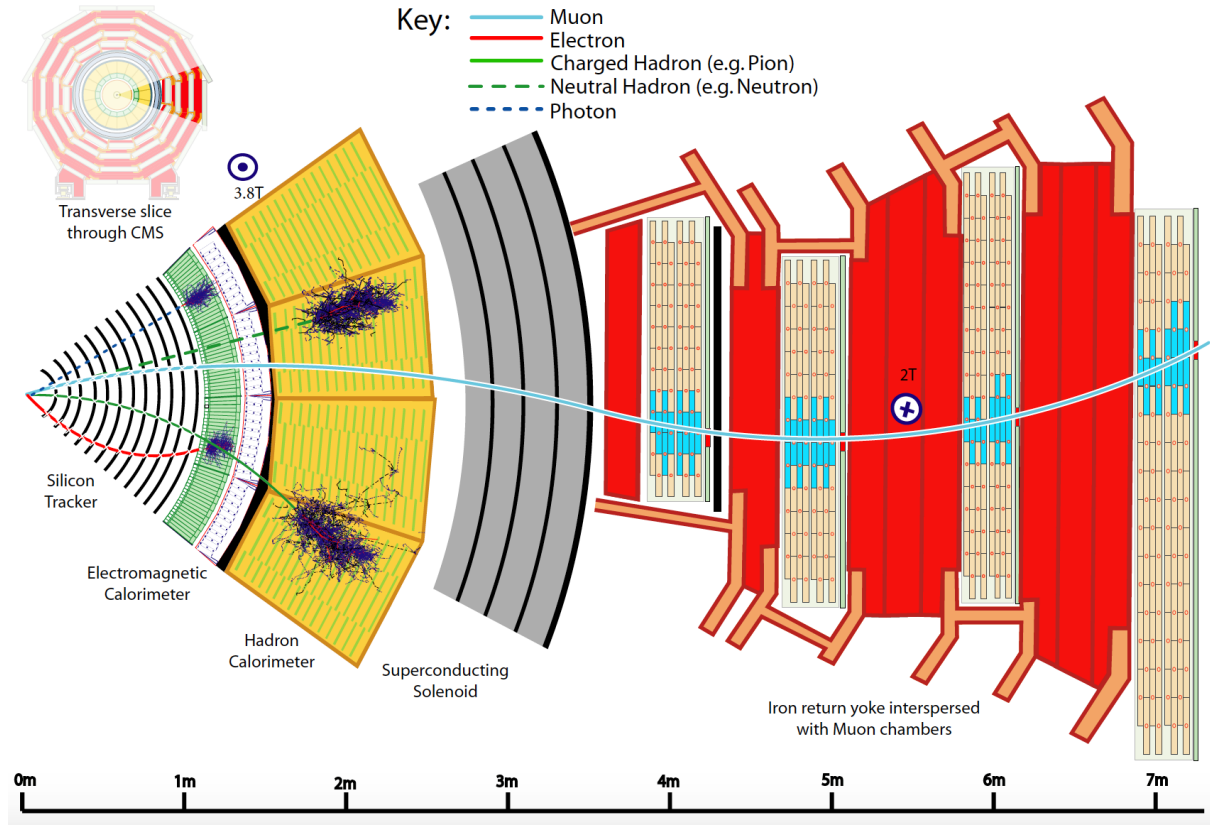 Key:
Muon
Electron
Charged Hadron (e.g. Pion)
Neutral Hadron (e.g. Neutron)
Photon
Transverse slice
through CMS
3.8T
2T
Silicon
Tracker
Electromagnetic
Calorimeter
Hadron
Calorimeter
Superconducting
Solenoid
Iron return yoke interspersed
with Muon chambers
0m 1m 2m 3m 4m 5m 6m 7m